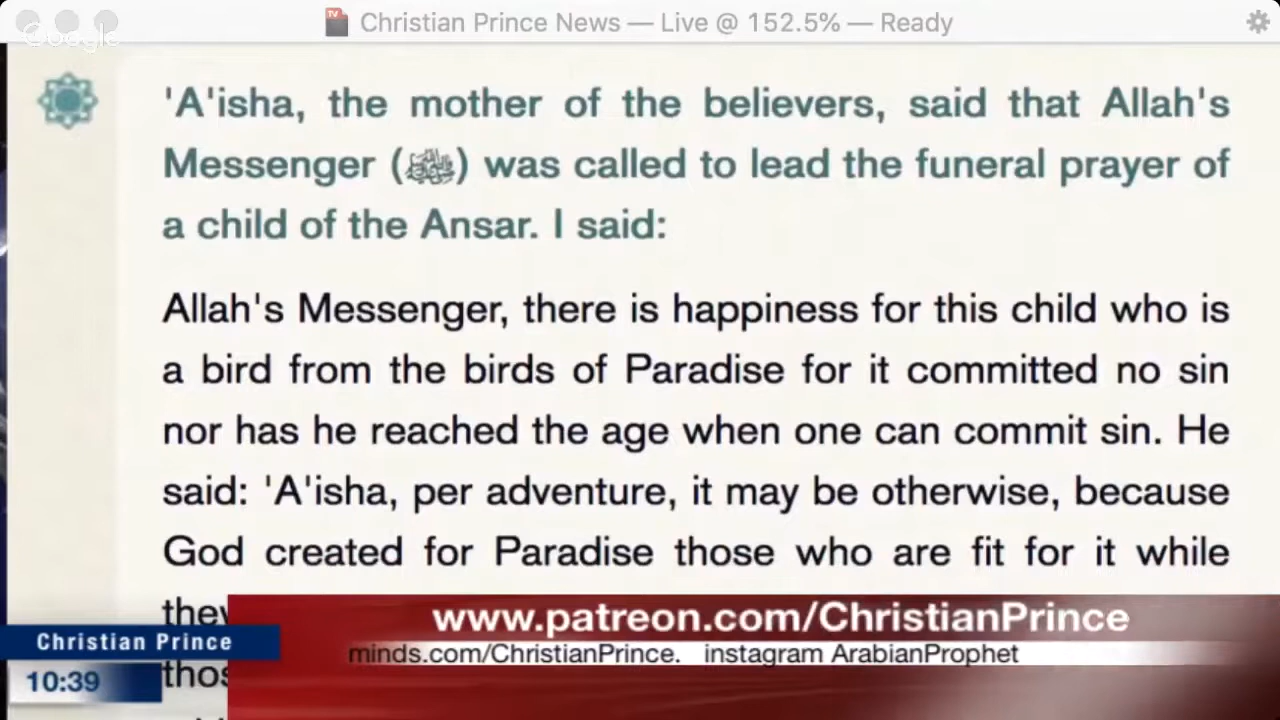 Christian Prince News — Live @ 152.5% — Ready
Google
'A'isha, the mother of the believers, said that Allah's
Messenger (ﷺ) was called to lead the funeral prayer of
a child of the Ansar. I said:
Allah's Messenger, there is happiness for this child who is
a bird from the birds of Paradise for it committed no sin
nor has he reached the age when one can commit sin. He
said: 'A'isha, per adventure, it may be otherwise, because
God created for Paradise those who are fit for it while
www.patreon.com/ChristianPrince
minds.com/ChristianPrince. instagram ArabianProphet
Christian Prince
10:39